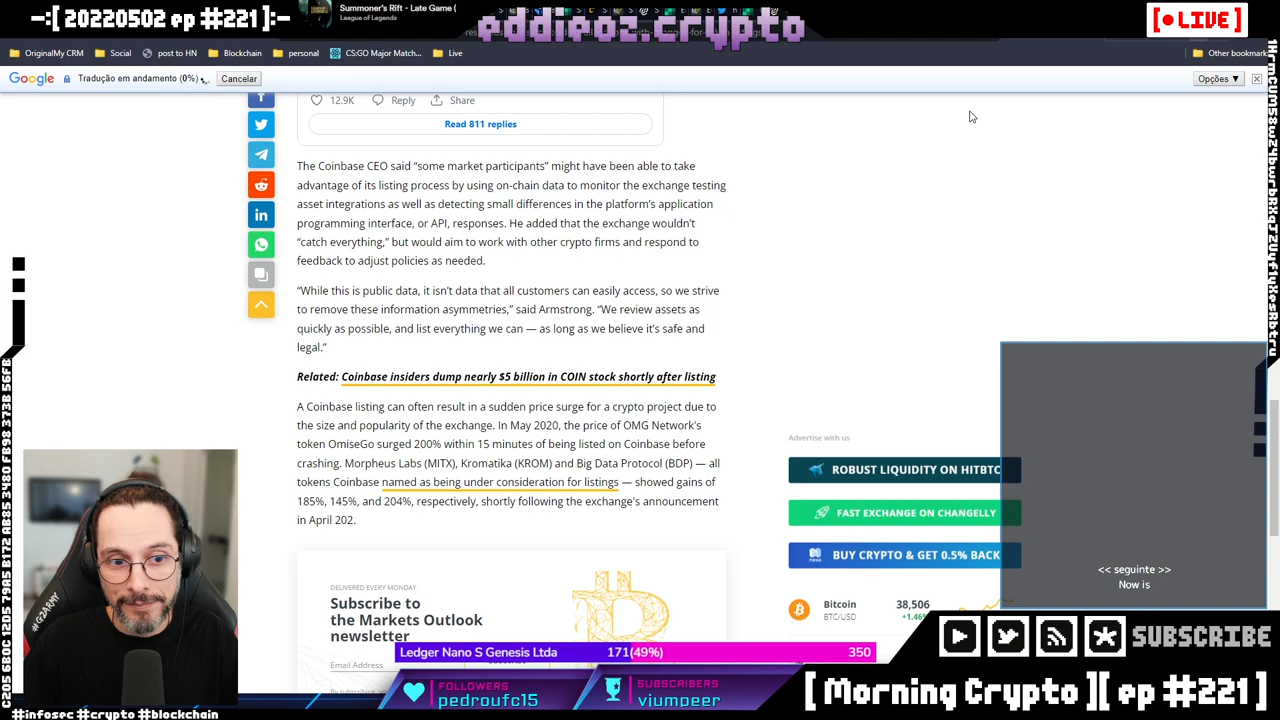 -:[ 20220502 ep #221 ]:-
Summoner's Rift - Late Game (
League of Legends
eddieoz.crypto
[● LIVE ]
OriginalMy CRM
Social
post to HN
Blockchain
personal
CS:GO Major Match...
Live
Other bookmark
Google
Tradução em andamento (0%)
Cancelar
Opções ▼
12.9K
Reply
Share
Read 811 replies
The Coinbase CEO said “some market participants” might have been able to take
advantage of its listing process by using on-chain data to monitor the exchange testing
asset integrations as well as detecting small differences in the platform's application
programming interface, or API, responses. He added that the exchange wouldn't
“catch everything,” but would aim to work with other crypto firms and respond to
feedback to adjust policies as needed.
“While this is public data, it isn't data that all customers can easily access, so we strive
to remove these information asymmetries,” said Armstrong. “We review assets as
quickly as possible, and list everything we can — as long as we believe it's safe and
legal.”
Related: Coinbase insiders dump nearly $5 billion in COIN stock shortly after listing
A Coinbase listing can often result in a sudden price surge for a crypto project due to
the size and popularity of the exchange. In May 2020, the price of OMG Network's
token OmiseGo surged 200% within 15 minutes of being listed on Coinbase before
crashing. Morpheus Labs (MITX), Kromatika (KROM) and Big Data Protocol (BDP) — all
tokens Coinbase named as being under consideration for listings — showed gains of
185%, 145%, and 204%, respectively, shortly following the exchange's announcement
in April 202.
Advertise with us
ROBUST LIQUIDITY ON HITBTC
FAST EXCHANGE ON CHANGELLY
BUY CRYPTO & GET 0.5% BACK
Bitcoin
BTC/USD
38,506
<< seguinte >>
Now is
DELIVERED EVERY MONDAY
Subscribe to
the Markets Outlook
newsletter
Email Address
Ledger Nano S Genesis Ltda
171(49%)
350
FOLLOWERS
pedroufc15
SUBSCRIBERS
vjumpeer
SUBSCRIBE
[ Morning Crypto ][ ep #221 ]
#infosec #crypto #blockchain